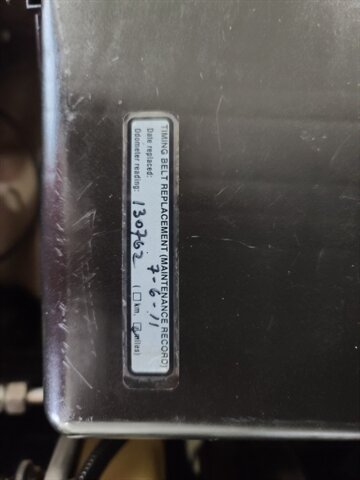 TIMING BELT REPLACEMENT (MAINTENANCE RECORD)
Date replaced: 7-6-11
Odometer reading: 130762 (□km, ☑miles)